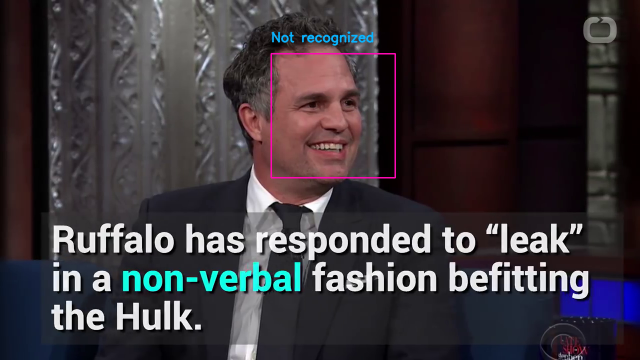 Not recognized
Ruffalo has responded to “leak”
in a non-verbal fashion befitting
the Hulk.